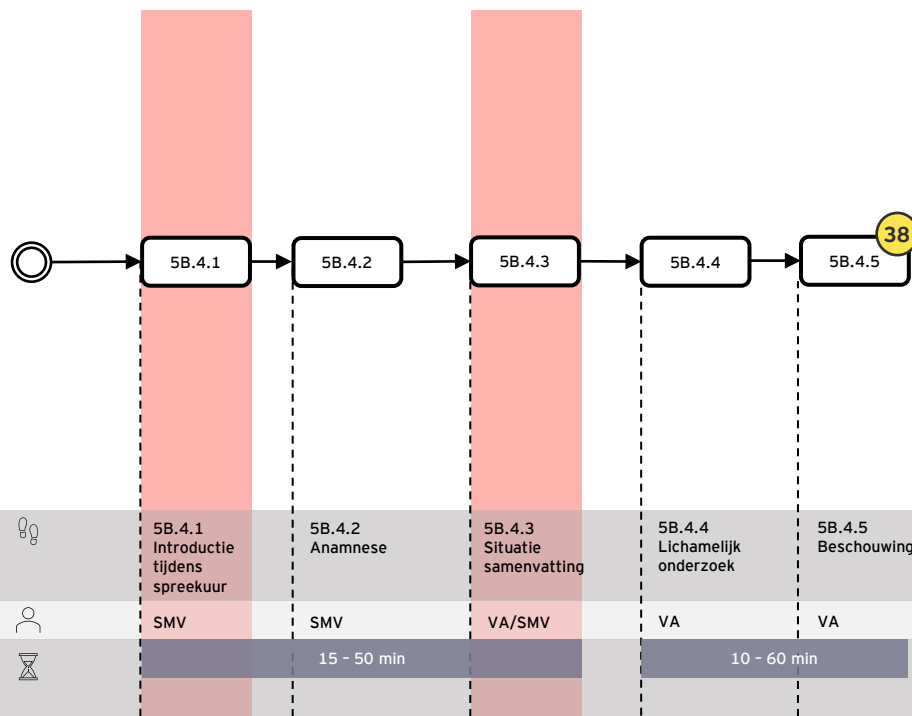 38
5B.4.1
5B.4.2
5B.4.3
5B.4.4
5B.4.5
5B.4.1
Introductie
tijdens
spreekuur
5B.4.2
Anamnese
5B.4.3
Situatie
samenvatting
5B.4.4
Lichamelijk
onderzoek
5B.4.5
Beschouwing
SMV
SMV
VA/SMV
VA
VA
15 - 50 min
10 - 60 min